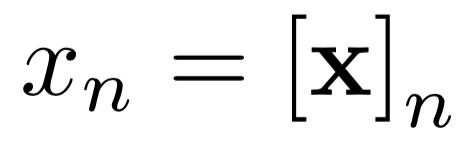 $x_n = [\mathbf{x}]_n$